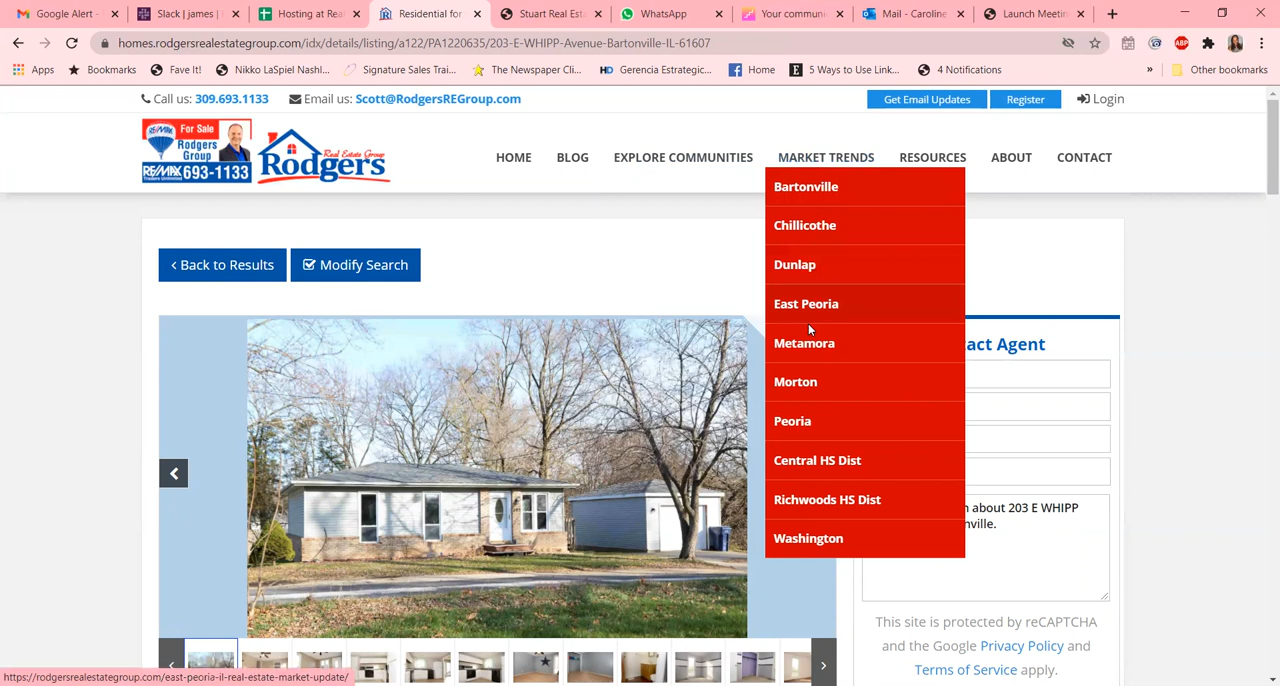 Google Alert -
Slack | james |
Hosting at Rea
Residential for
Stuart Real Esta
WhatsApp
Your communi
Mail - Caroline
Launch Meetin
homes.rodgersrealestategroup.com/idx/details/listing/a122/PA1220635/203-E-WHIPP-Avenue-Bartonville-IL-61607
ABP
Apps
Bookmarks
Fave It!
Nikko LaSpiel Nashl...
Signature Sales Trai...
The Newspaper Cli...
HD Gerencia Estrategic...
Home
E 5 Ways to Use Link...
4 Notifications
»
Other bookmarks
Call us: 309.693.1133
Email us: Scott@RodgersREGroup.com
Get Email Updates
Register
Login
For Sale
Rodgers
Group
RE/MAX 693-1133
Traders Unlimited
Rodgers
Real Estate Group
HOME
BLOG
EXPLORE COMMUNITIES
MARKET TRENDS
RESOURCES
ABOUT
CONTACT
Bartonville
Chillicothe
Dunlap
East Peoria
Metamora
Morton
Peoria
Central HS Dist
Richwoods HS Dist
Washington
‹ Back to Results
Modify Search
act Agent
about 203 E WHIPP
nville.
This site is protected by reCAPTCHA
and the Google Privacy Policy and
Terms of Service apply.
https://rodgersrealestategroup.com/east-peoria-il-real-estate-market-update/